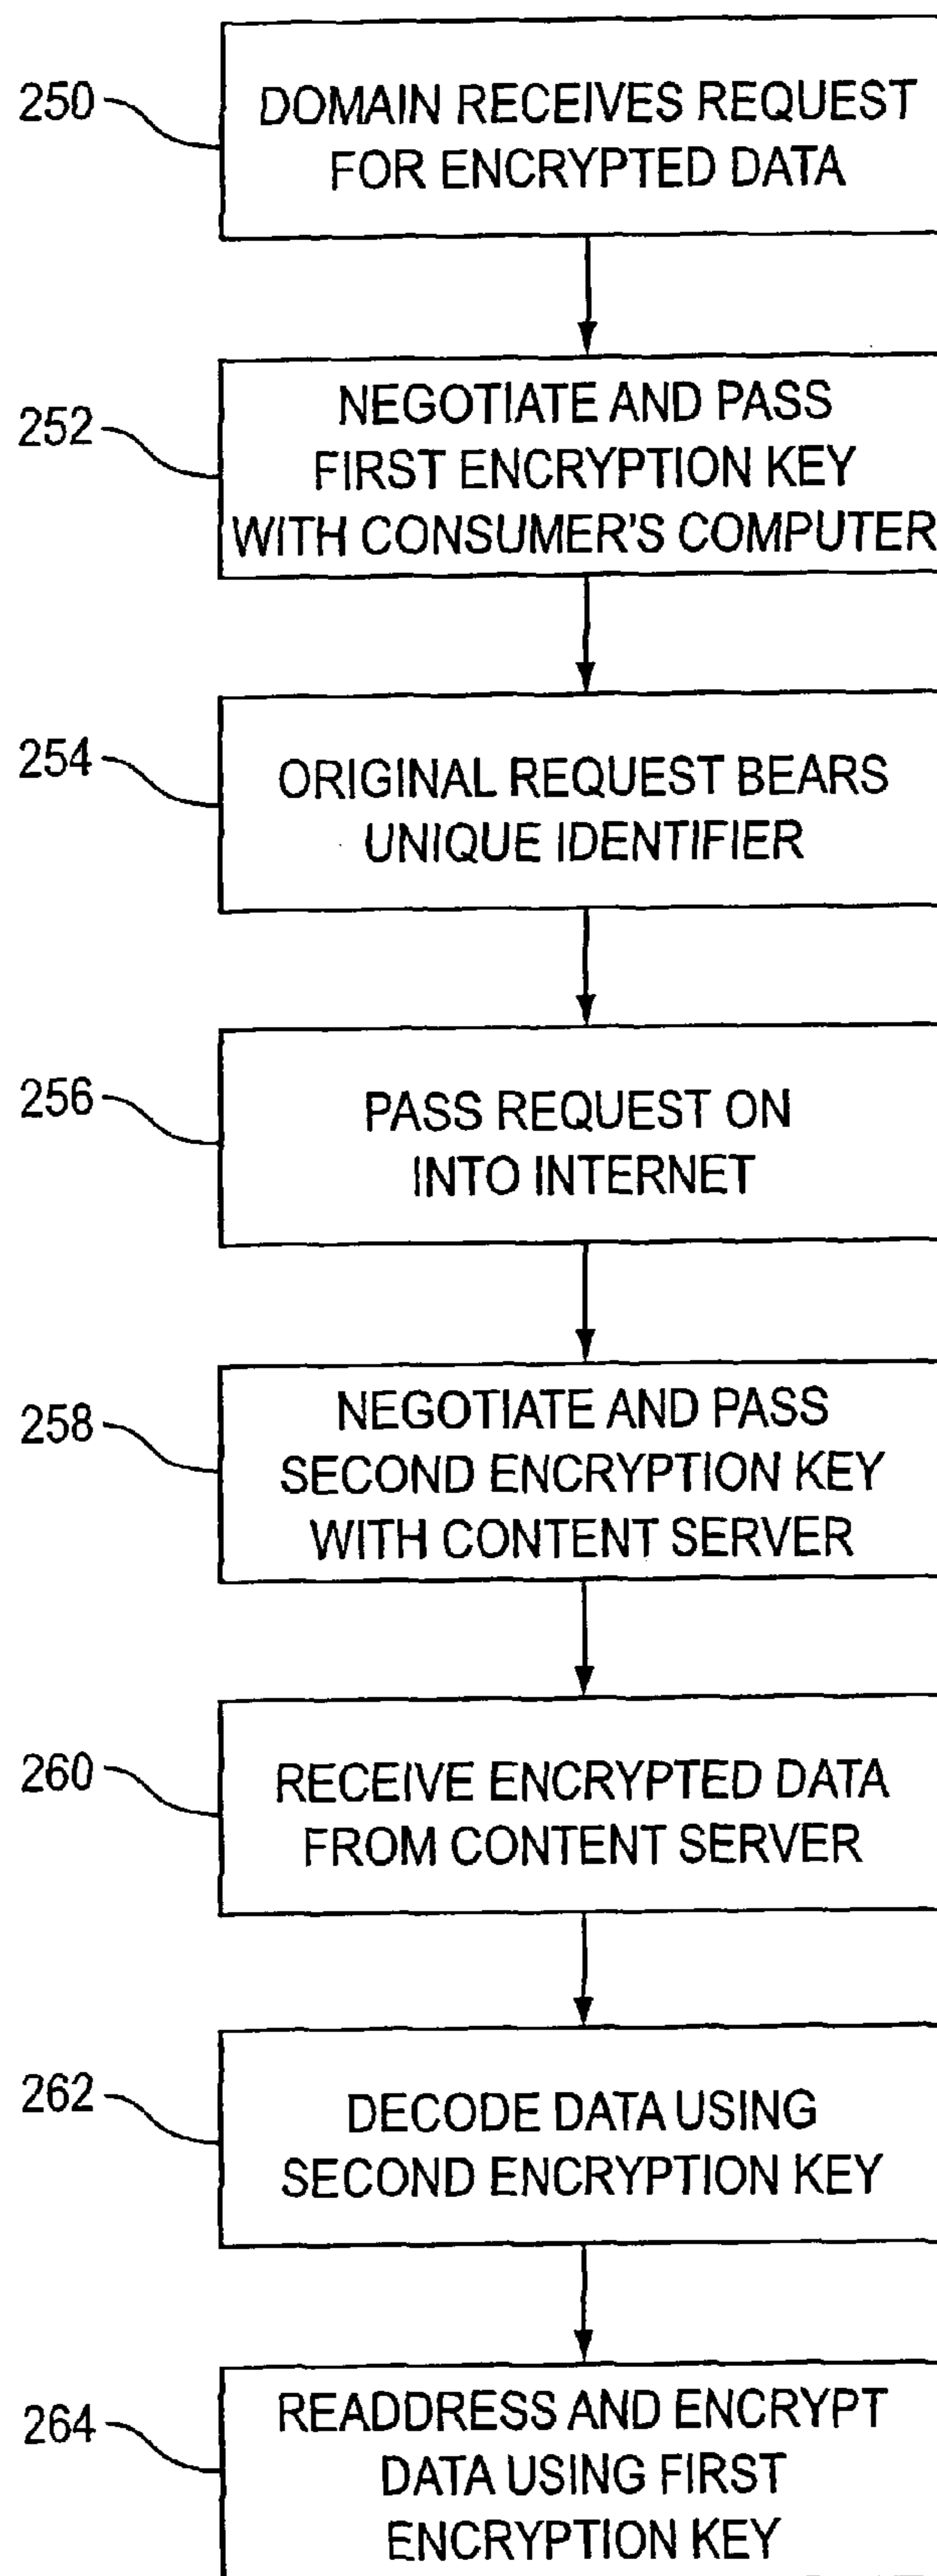 250
DOMAIN RECEIVES REQUEST
FOR ENCRYPTED DATA
252
NEGOTIATE AND PASS
FIRST ENCRYPTION KEY
WITH CONSUMER'S COMPUTER
254
ORIGINAL REQUEST BEARS
UNIQUE IDENTIFIER
256
PASS REQUEST ON
INTO INTERNET
258
NEGOTIATE AND PASS
SECOND ENCRYPTION KEY
WITH CONTENT SERVER
260
RECEIVE ENCRYPTED DATA
FROM CONTENT SERVER
262
DECODE DATA USING
SECOND ENCRYPTION KEY
264
READDRESS AND ENCRYPT
DATA USING FIRST
ENCRYPTION KEY